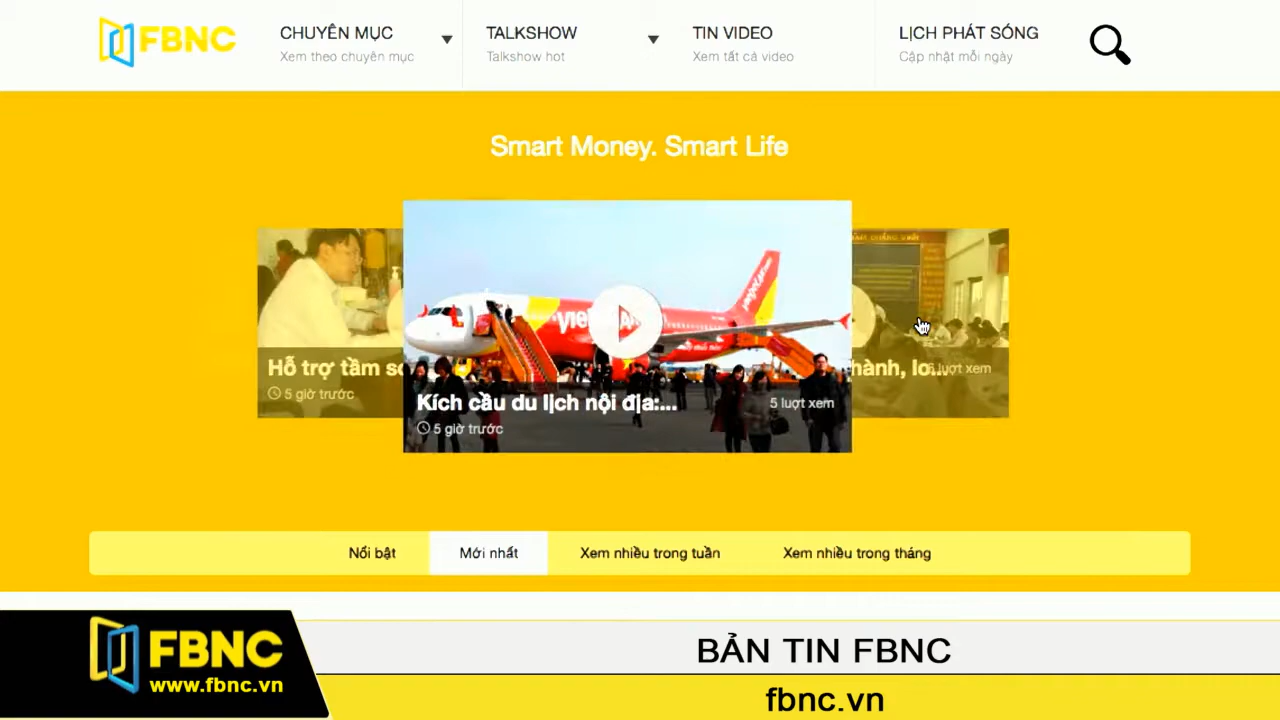 FBNC
CHUYÊN MỤC
Xem theo chuyên mục
TALKSHOW
Talkshow hot
TIN VIDEO
Xem tất cả video
LỊCH PHÁT SÓNG
Cập nhật mỗi ngày
Smart Money. Smart Life
Hỗ trợ tầm so
5 giờ trước
vietjetAir
Kích cầu du lịch nội địa:...
5 lượt xem
5 giờ trước
hành, lo...
lượt xem
Nổi bật
Mới nhất
Xem nhiều trong tuần
Xem nhiều trong tháng
FBNC
www.fbnc.vn
BẢN TIN FBNC
fbnc.vn